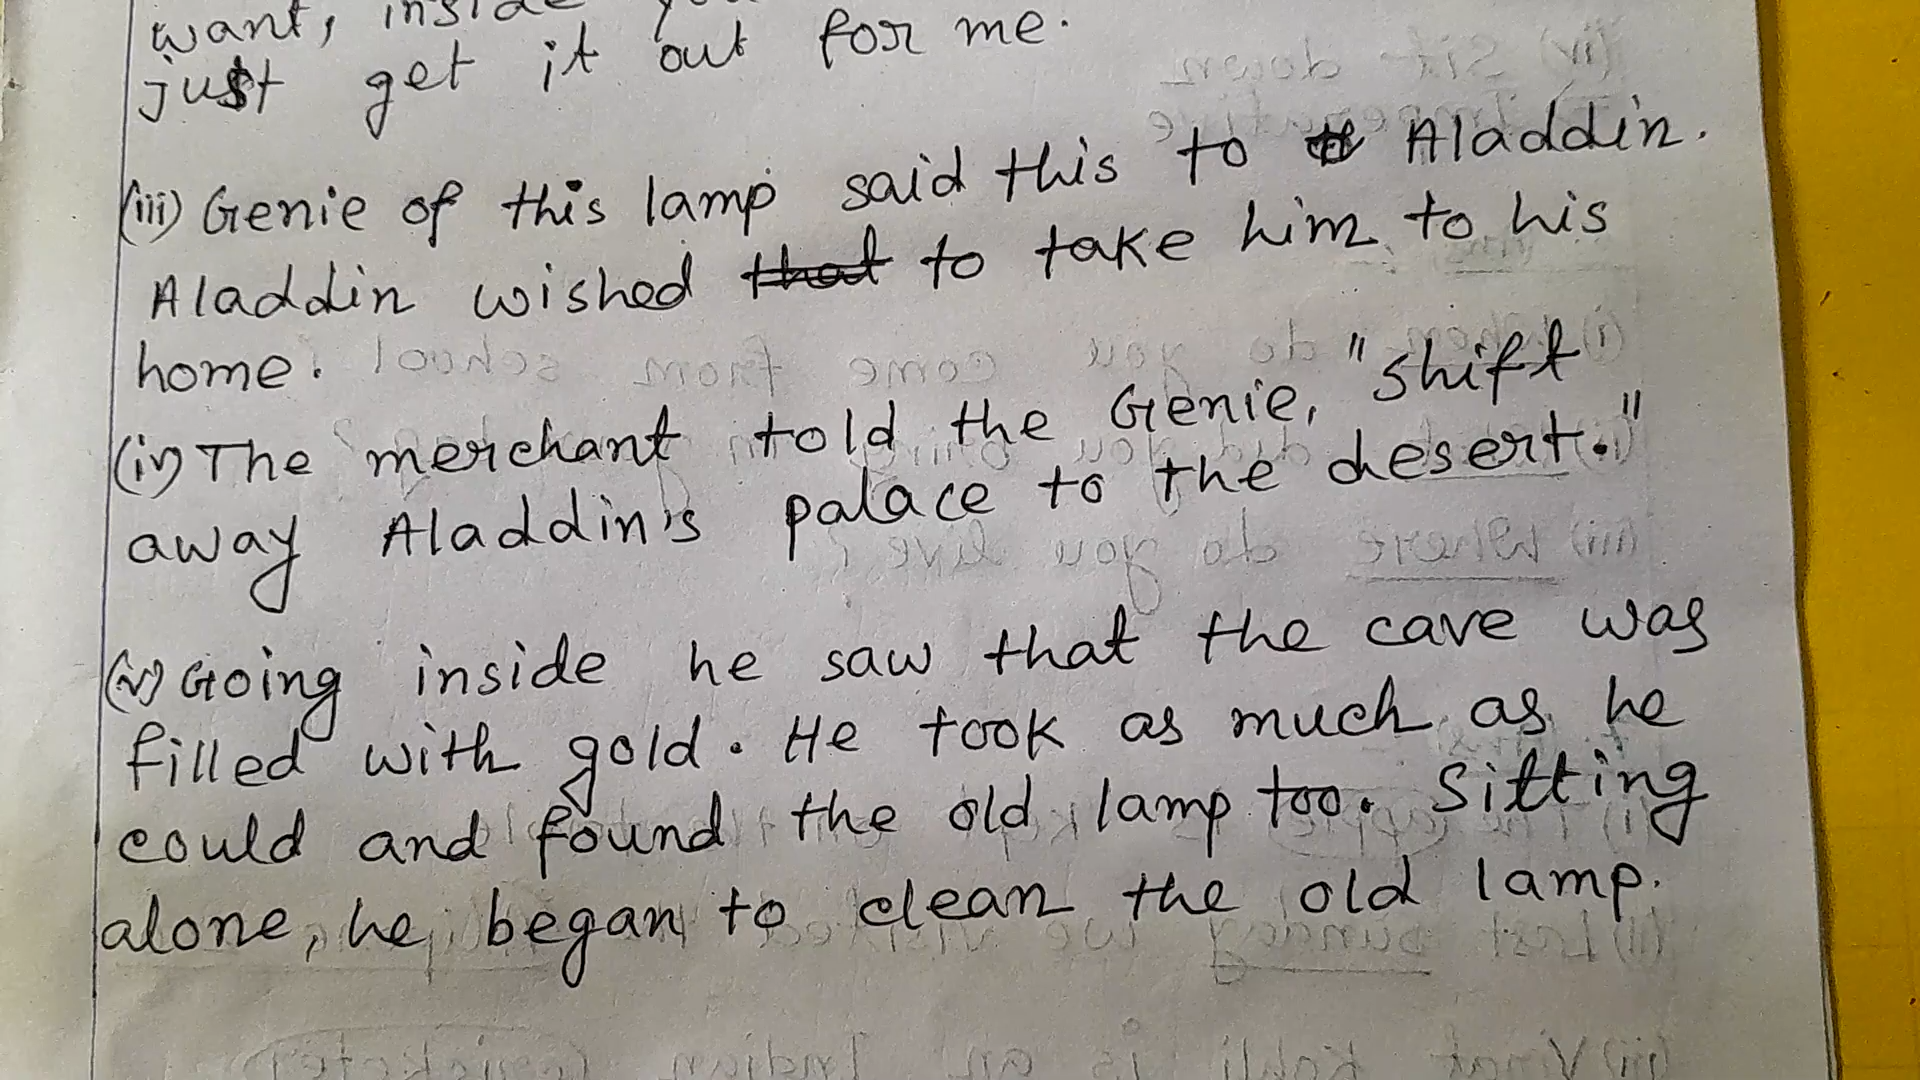 want, inside
just get it out for me.
(iii) Genie of this lamp said this to Aladdin.
Aladdin wished that to take him to his
home.
(iv) The merchant told the Genie, "shift
away Aladdin's palace to the desert."
(v) Going inside he saw that the cave was
filled with gold. He took as much as he
could and found the old lamp too. Sitting
alone, he began to clean the old lamp.